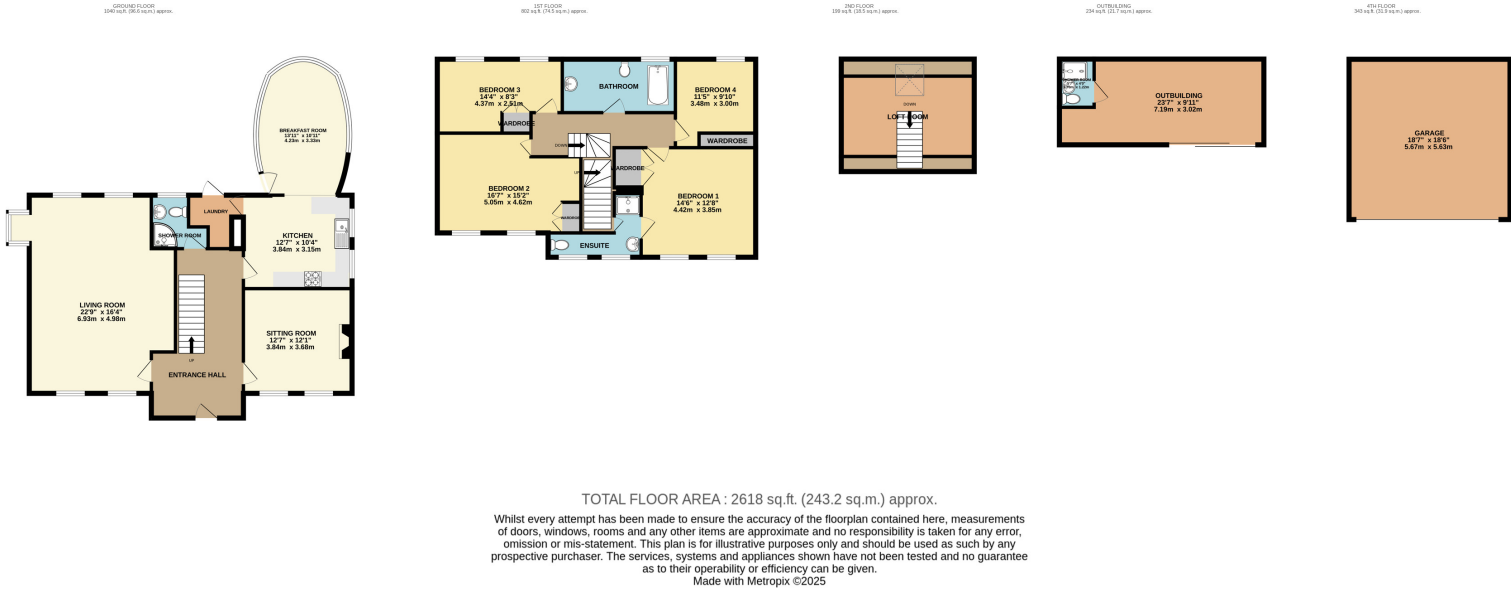 GROUND FLOOR
1040 sq.ft. (96.6 sq.m.) approx.
1ST FLOOR
802 sq.ft. (74.5 sq.m.) approx.
2ND FLOOR
199 sq.ft. (18.5 sq.m.) approx.
OUTBUILDING
234 sq.ft. (21.7 sq.m.) approx.
4TH FLOOR
343 sq.ft. (31.9 sq.m.) approx.
BREAKFAST ROOM
13'11" x 10'11"
4.23m x 3.33m
LAUNDRY
SHOWER ROOM
KITCHEN
12'7" x 10'4"
3.84m x 3.15m
LIVING ROOM
22'9" x 16'4"
6.93m x 4.98m
SITTING ROOM
12'7" x 12'1"
3.84m x 3.68m
UP
ENTRANCE HALL
BEDROOM 3
14'4" x 8'3"
4.37m x 2.51m
BATHROOM
BEDROOM 4
11'5" x 9'10"
3.48m x 3.00m
WARDROBE
WARDROBE
DOWN
WARDROBE
UP
BEDROOM 2
16'7" x 15'2"
5.05m x 4.62m
BEDROOM 1
14'6" x 12'8"
4.42m x 3.85m
WARDROBE
ENSUITE
DOWN
LOFT ROOM
SHOWER ROOM
OUTBUILDING
23'7" x 9'11"
7.19m x 3.02m
GARAGE
18'7" x 18'6"
5.67m x 5.63m
TOTAL FLOOR AREA : 2618 sq.ft. (243.2 sq.m.) approx.
Whilst every attempt has been made to ensure the accuracy of the floorplan contained here, measurements
of doors, windows, rooms and any other items are approximate and no responsibility is taken for any error,
omission or mis-statement. This plan is for illustrative purposes only and should be used as such by any
prospective purchaser. The services, systems and appliances shown have not been tested and no guarantee
as to their operability or efficiency can be given.
Made with Metropix ©2025